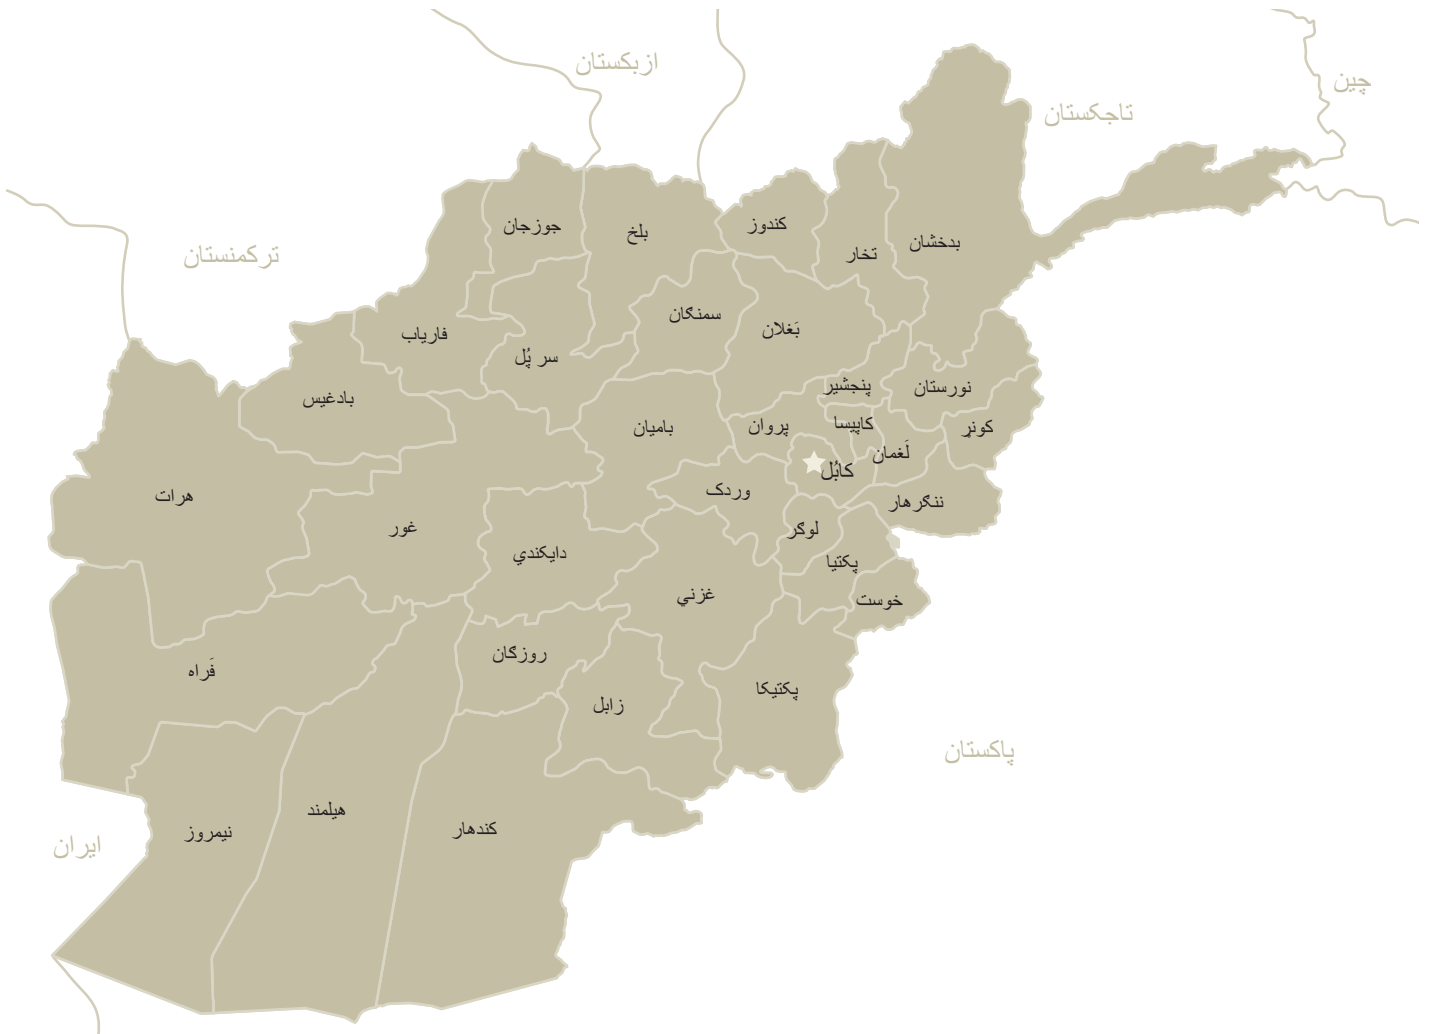 ازبکستان
چین
تاجکستان
ترکمنستان
جوزجان
بلخ
کندوز
تخار
بدخشان
فاریاب
سر پُل
سمنګان
بَغلان
بادغیس
بامیان
پروان
پنجشیر
کاپیسا
نورستان
کونړ
لَغمان
کابُل
ننګرهار
وردک
لوګر
هرات
غور
دایکندي
غزني
پکتیا
خوست
فَراه
روزګان
زابل
پکتیکا
پاکستان
نیمروز
هیلمند
کندهار
ایران